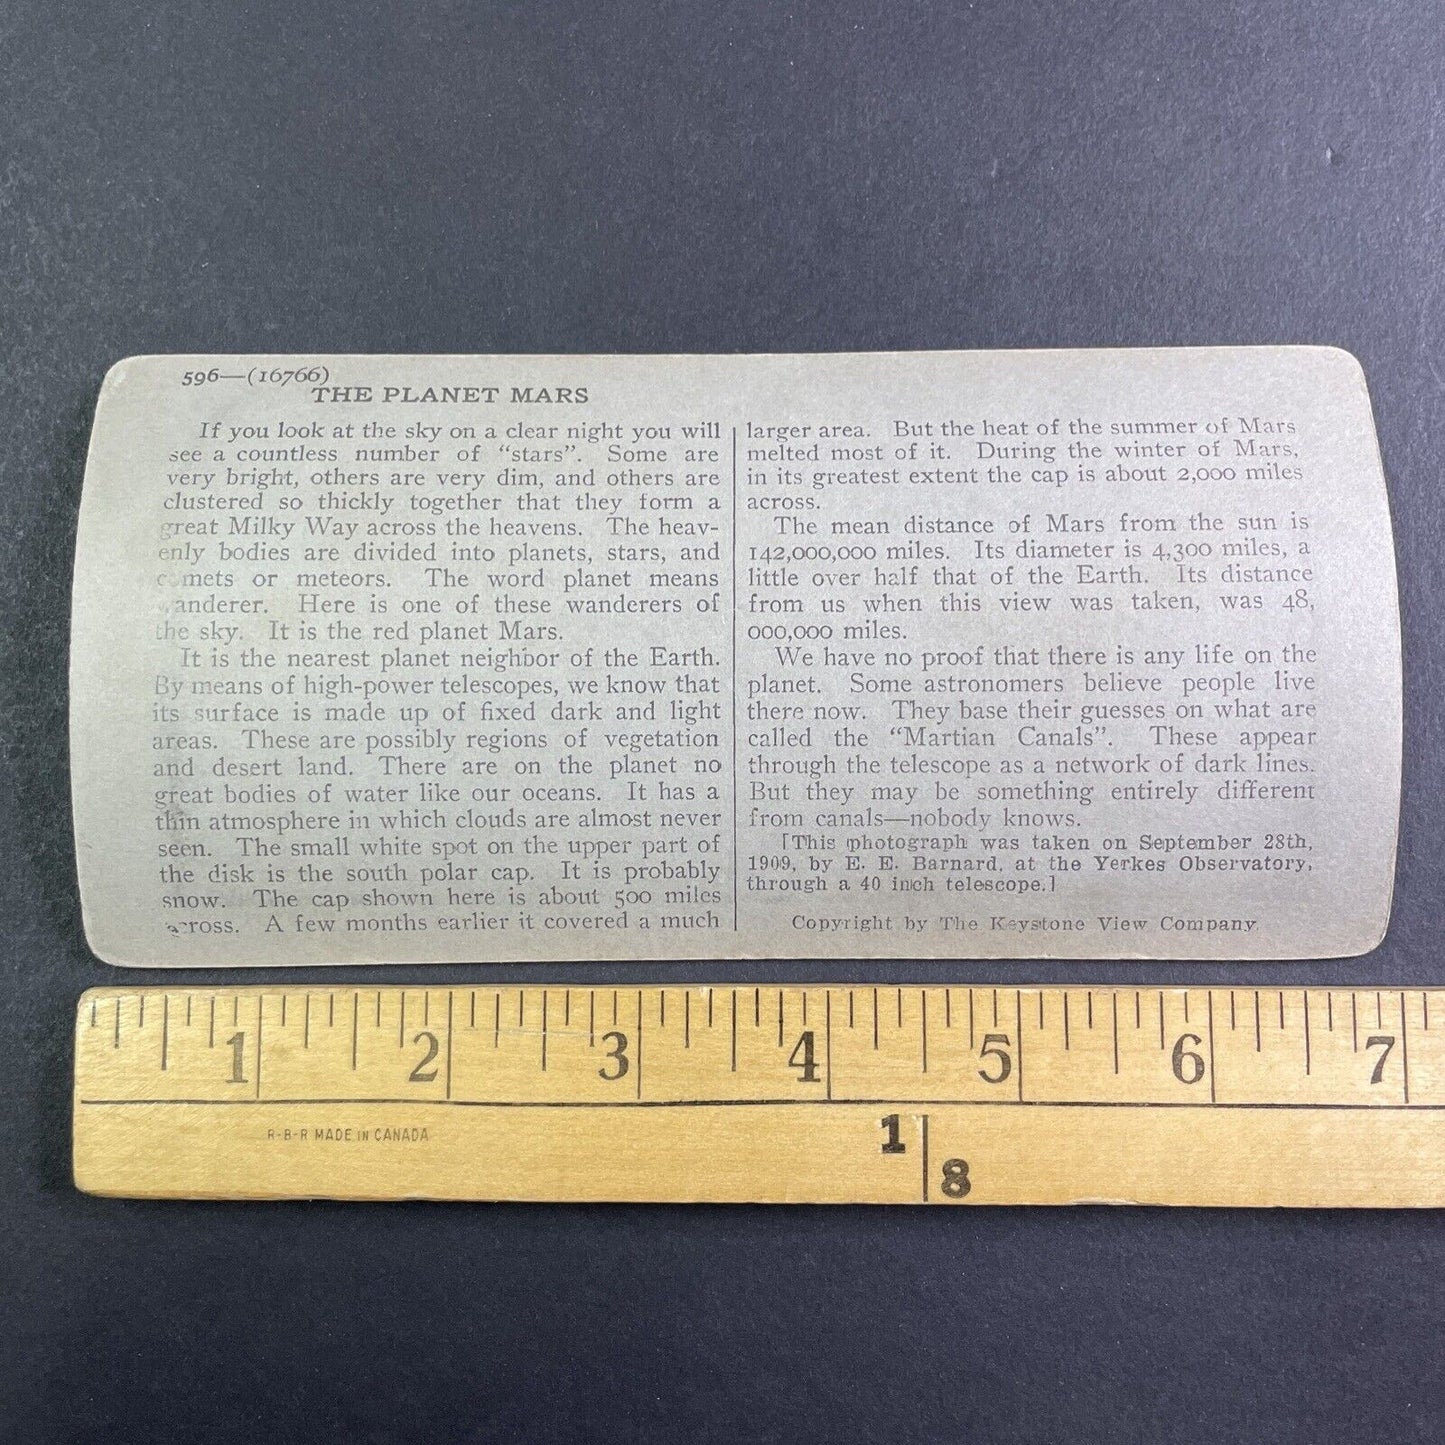 596—(16766)
THE PLANET MARS
If you look at the sky on a clear night you will
see a countless number of "stars". Some are
very bright, others are very dim, and others are
clustered so thickly together that they form a
great Milky Way across the heavens. The heav-
enly bodies are divided into planets, stars, and
c mets or meteors. The word planet means
anderer. Here is one of these wanderers of
the sky. It is the red planet Mars.
It is the nearest planet neighbor of the Earth.
By means of high-power telescopes, we know that
its surface is made up of fixed dark and light
areas. These are possibly regions of vegetation
and desert land. There are on the planet no
great bodies of water like our oceans. It has a
thin atmosphere in which clouds are almost never
seen. The small white spot on the upper part of
the disk is the south polar cap. It is probably
snow. The cap shown here is about 500 miles
across. A few months earlier it covered a much
larger area. But the heat of the summer of Mars
melted most of it. During the winter of Mars,
in its greatest extent the cap is about 2,000 miles
across.
The mean distance of Mars from the sun is
142,000,000 miles. Its diameter is 4,300 miles, a
little over half that of the Earth. Its distance
from us when this view was taken, was 48,
000,000 miles.
We have no proof that there is any life on the
planet. Some astronomers believe people live
there now. They base their guesses on what are
called the "Martian Canals". These appear
through the telescope as a network of dark lines.
But they may be something entirely different
from canals—nobody knows.
[This photograph was taken on September 28th,
1909, by E. E. Barnard, at the Yerkes Observatory,
through a 40 inch telescope.]
Copyright by The Keystone View Company.
1 2 3 4 5 6 7
R-B-R MADE IN CANADA
1 8